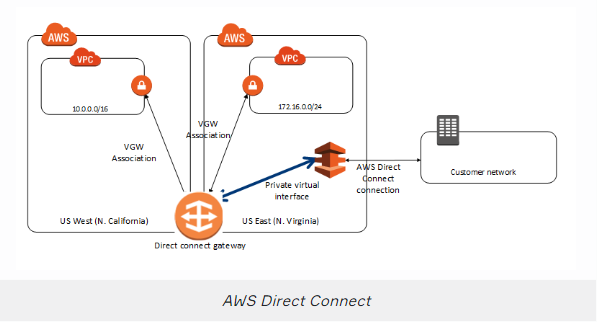 AWS
AWS
VPC
VPC
10.0.0.0/16
172.16.0.0/24
VGW
Association
VGW
Association
AWS Direct
Connect
connection
Customer network
Private virtual
interface
US West (N. California)
US East (N. Virginia)
Direct connect gateway
AWS Direct Connect